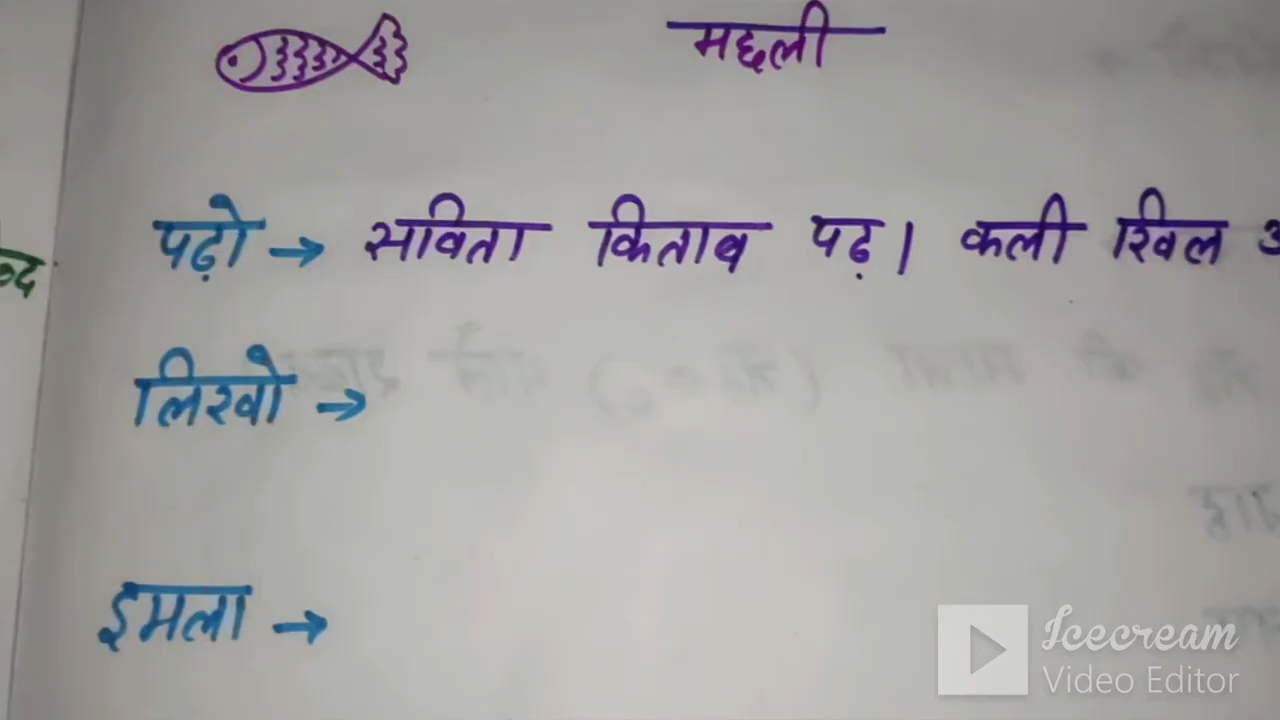 मछली
पढ़ो → सविता किताब पढ़। कली खिल
लिखो →
इमला →
Icecream
Video Editor